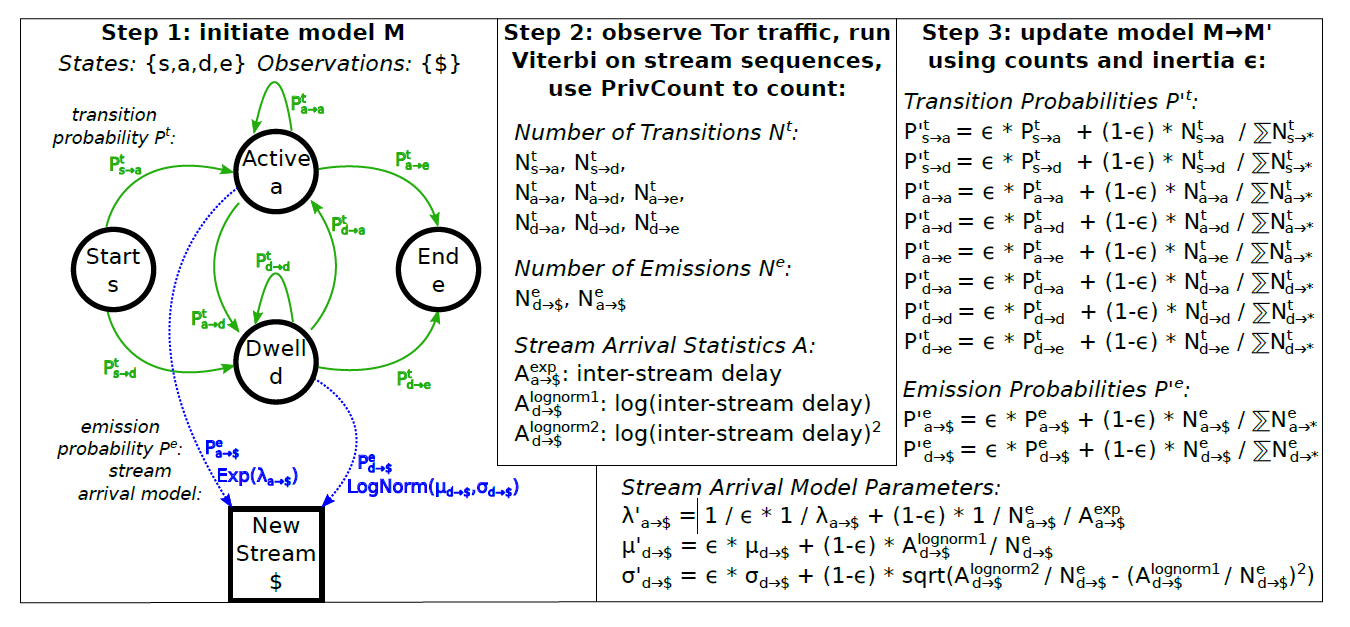 Step 1: initiate model M
States: {s,a,d,e} Observations: {$}
transition
probability Pᵗ:
Pᵗa→a
Pᵗs→a
Active
a
Pᵗa→e
Pᵗd→a
Start
s
Pᵗd→d
End
e
Pᵗa→d
Dwell
d
Pᵗs→d
Pᵗd→e
emission
probability Pᵉ:
stream
arrival model:
Pᵉa→$
Exp(λa→$)
Pᵉd→$
LogNorm(μd→$,σd→$)
New
Stream
$
Step 2: observe Tor traffic, run
Viterbi on stream sequences,
use PrivCount to count:
Number of Transitions Nᵗ:
Nᵗs→a, Nᵗs→d,
Nᵗa→a, Nᵗa→d, Nᵗa→e,
Nᵗd→a, Nᵗd→d, Nᵗd→e
Number of Emissions Nᵉ:
Nᵉd→$, Nᵉa→$
Stream Arrival Statistics A:
A^exp a→$: inter-stream delay
A^lognorm1 d→$: log(inter-stream delay)
A^lognorm2 d→$: log(inter-stream delay)²
Step 3: update model M→M'
using counts and inertia ϵ:
Transition Probabilities P'ᵗ:
P'ᵗs→a = ϵ * Pᵗs→a + (1-ϵ) * Nᵗs→a / ∑Nᵗs→*
P'ᵗs→d = ϵ * Pᵗs→d + (1-ϵ) * Nᵗs→d / ∑Nᵗs→*
P'ᵗa→a = ϵ * Pᵗa→a + (1-ϵ) * Nᵗa→a / ∑Nᵗa→*
P'ᵗa→d = ϵ * Pᵗa→d + (1-ϵ) * Nᵗa→d / ∑Nᵗa→*
P'ᵗa→e = ϵ * Pᵗa→e + (1-ϵ) * Nᵗa→e / ∑Nᵗa→*
P'ᵗd→a = ϵ * Pᵗd→a + (1-ϵ) * Nᵗd→a / ∑Nᵗd→*
P'ᵗd→d = ϵ * Pᵗd→d + (1-ϵ) * Nᵗd→d / ∑Nᵗd→*
P'ᵗd→e = ϵ * Pᵗd→e + (1-ϵ) * Nᵗd→e / ∑Nᵗd→*
Emission Probabilities P'ᵉ:
P'ᵉa→$ = ϵ * Pᵉa→$ + (1-ϵ) * Nᵉa→$ / ∑Nᵉa→*
P'ᵉd→$ = ϵ * Pᵉd→$ + (1-ϵ) * Nᵉd→$ / ∑Nᵉd→*
Stream Arrival Model Parameters:
λ'a→$ = 1 / ϵ * 1 / λa→$ + (1-ϵ) * 1 / Nᵉa→$ / A^exp a→$
μ'd→$ = ϵ * μd→$ + (1-ϵ) * A^lognorm1 d→$ / Nᵉd→$
σ'd→$ = ϵ * σd→$ + (1-ϵ) * sqrt(A^lognorm2 d→$ / Nᵉd→$ - (A^lognorm1 d→$ / Nᵉd→$)²)